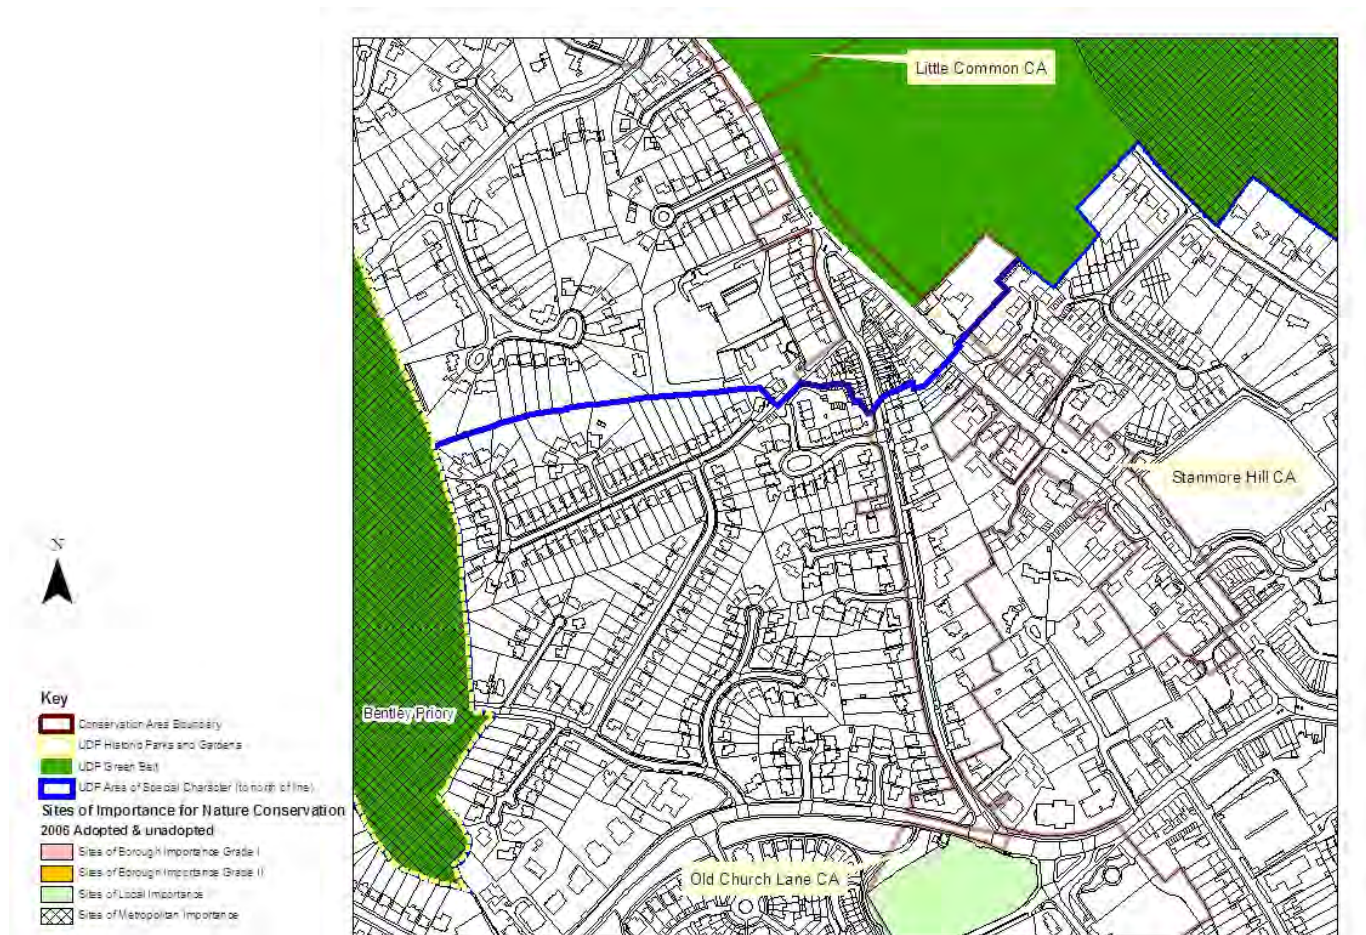 Little Common CA
Stanmore Hill CA
N
Bentley Priory
Key
Conservation Area Boundary
UDP Historic Parks and Gardens
UDP Green Belt
UDP Area of Special Character (to north of line)
Sites of Importance for Nature Conservation
2006 Adopted & unadopted
Sites of Borough Importance Grade I
Sites of Borough Importance Grade II
Sites of Local Importance
Sites of Metropolitan Importance
Old Church Lane CA